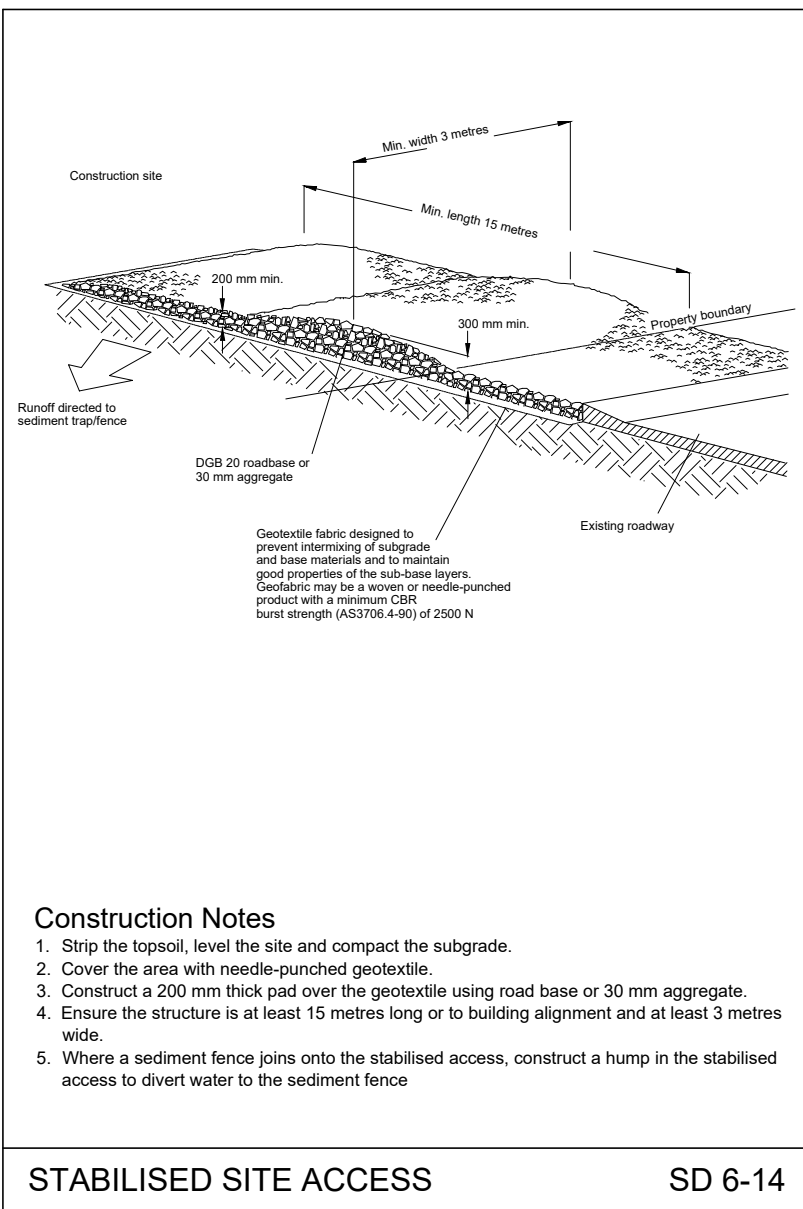 Min. width 3 metres
Construction site
Min. length 15 metres
200 mm min.
300 mm min.
Property boundary
Runoff directed to
sediment trap/fence
DGB 20 roadbase or
30 mm aggregate
Existing roadway
Geotextile fabric designed to
prevent intermixing of subgrade
and base materials and to maintain
good properties of the sub-base layers.
Geofabric may be a woven or needle-punched
product with a minimum CBR
burst strength (AS3706.4-90) of 2500 N
Construction Notes
1. Strip the topsoil, level the site and compact the subgrade.
2. Cover the area with needle-punched geotextile.
3. Construct a 200 mm thick pad over the geotextile using road base or 30 mm aggregate.
4. Ensure the structure is at least 15 metres long or to building alignment and at least 3 metres
wide.
5. Where a sediment fence joins onto the stabilised access, construct a hump in the stabilised
access to divert water to the sediment fence
STABILISED SITE ACCESS SD 6-14